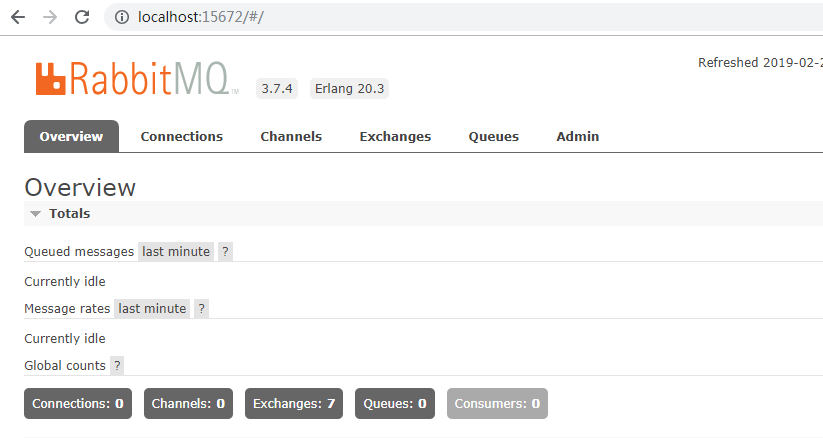 localhost:15672/#/
Refreshed 2019-02-2
RabbitMQ TM 3.7.4 Erlang 20.3
Overview Connections Channels Exchanges Queues Admin
Overview
Totals
Queued messages last minute ?
Currently idle
Message rates last minute ?
Currently idle
Global counts ?
Connections: 0 Channels: 0 Exchanges: 7 Queues: 0 Consumers: 0